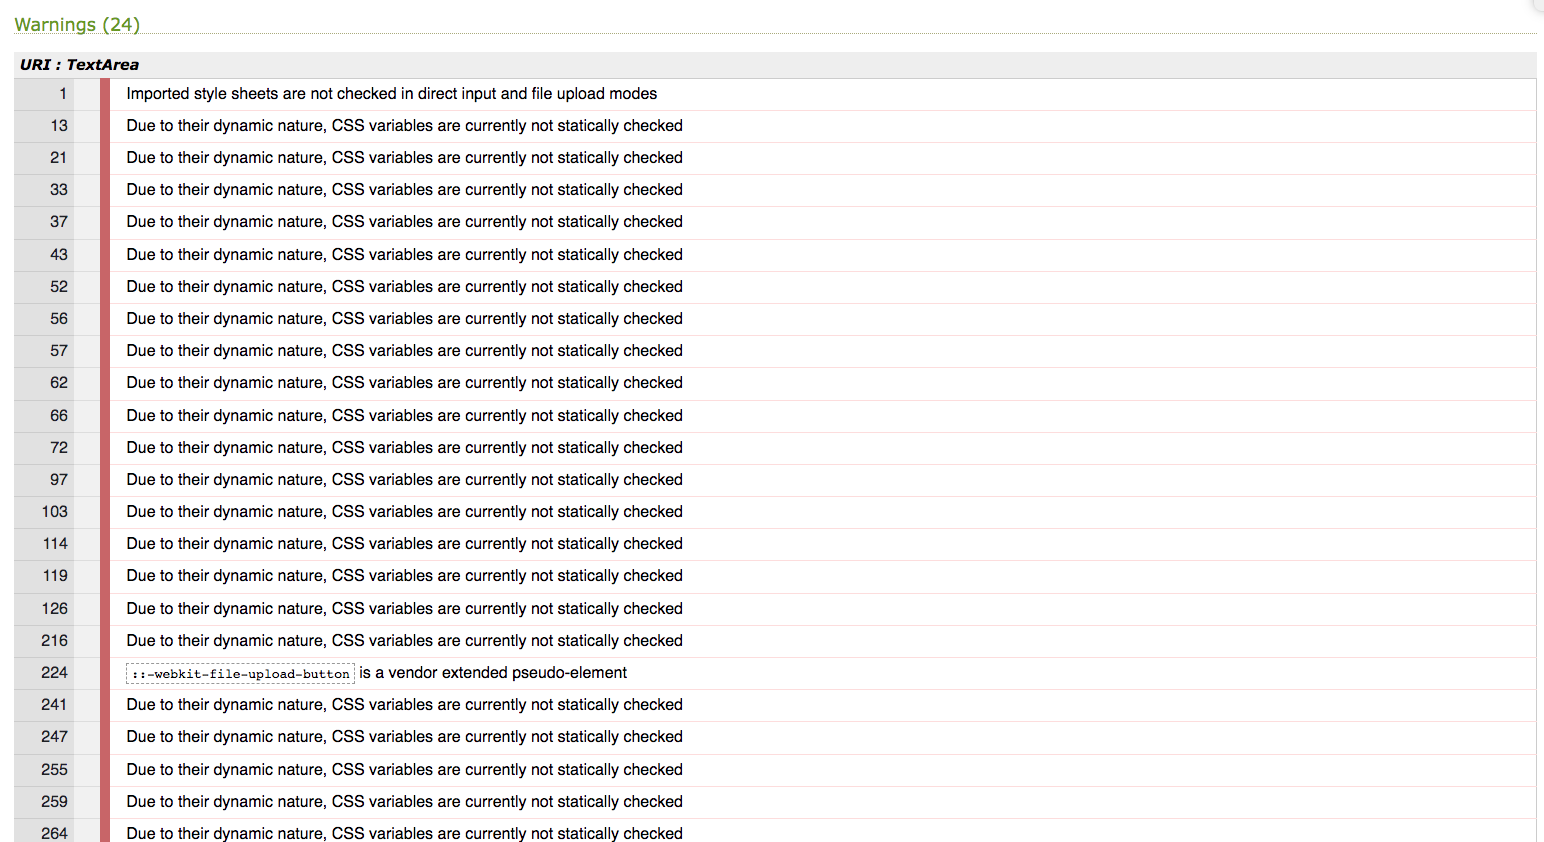 Warnings (24)
URI : TextArea
1 Imported style sheets are not checked in direct input and file upload modes
13 Due to their dynamic nature, CSS variables are currently not statically checked
21 Due to their dynamic nature, CSS variables are currently not statically checked
33 Due to their dynamic nature, CSS variables are currently not statically checked
37 Due to their dynamic nature, CSS variables are currently not statically checked
43 Due to their dynamic nature, CSS variables are currently not statically checked
52 Due to their dynamic nature, CSS variables are currently not statically checked
56 Due to their dynamic nature, CSS variables are currently not statically checked
57 Due to their dynamic nature, CSS variables are currently not statically checked
62 Due to their dynamic nature, CSS variables are currently not statically checked
66 Due to their dynamic nature, CSS variables are currently not statically checked
72 Due to their dynamic nature, CSS variables are currently not statically checked
97 Due to their dynamic nature, CSS variables are currently not statically checked
103 Due to their dynamic nature, CSS variables are currently not statically checked
114 Due to their dynamic nature, CSS variables are currently not statically checked
119 Due to their dynamic nature, CSS variables are currently not statically checked
126 Due to their dynamic nature, CSS variables are currently not statically checked
216 Due to their dynamic nature, CSS variables are currently not statically checked
224 ::-webkit-file-upload-button is a vendor extended pseudo-element
241 Due to their dynamic nature, CSS variables are currently not statically checked
247 Due to their dynamic nature, CSS variables are currently not statically checked
255 Due to their dynamic nature, CSS variables are currently not statically checked
259 Due to their dynamic nature, CSS variables are currently not statically checked
264 Due to their dynamic nature, CSS variables are currently not statically checked